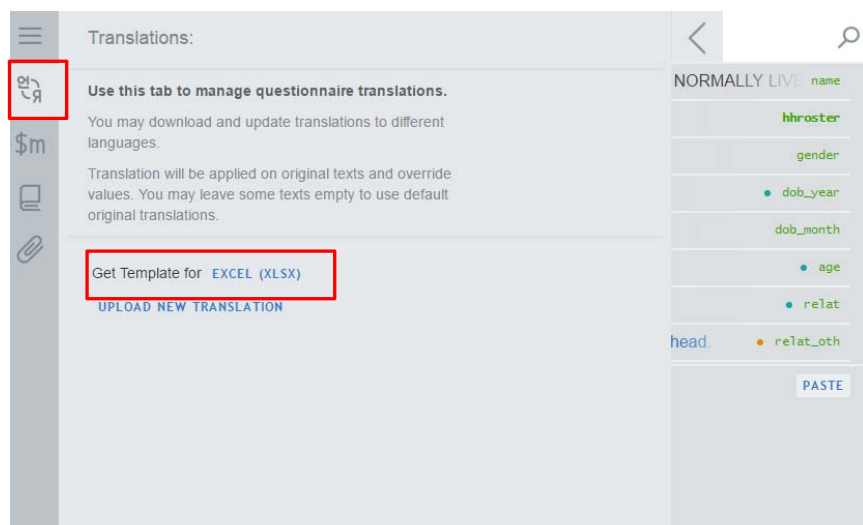 Translations:
Use this tab to manage questionnaire translations.
You may download and update translations to different
languages.
Translation will be applied on original texts and override
values. You may leave some texts empty to use default
original translations.
Get Template for EXCEL (XLSX)
UPLOAD NEW TRANSLATION
언
Я
$m
NORMALLY LIVE name
hhroster
gender
dob_year
dob_month
age
relat
head. relat_oth
PASTE